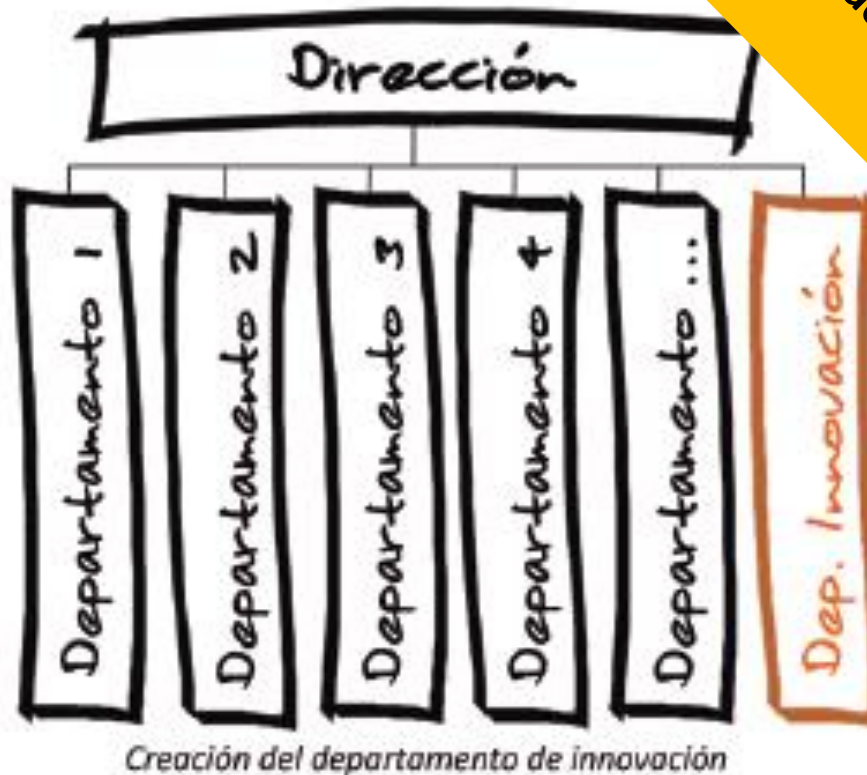 Dirección
Departamento 1
Departamento 2
Departamento 3
Departamento 4
Departamento ...
Dep. Innovación
Creación del departamento de innovación